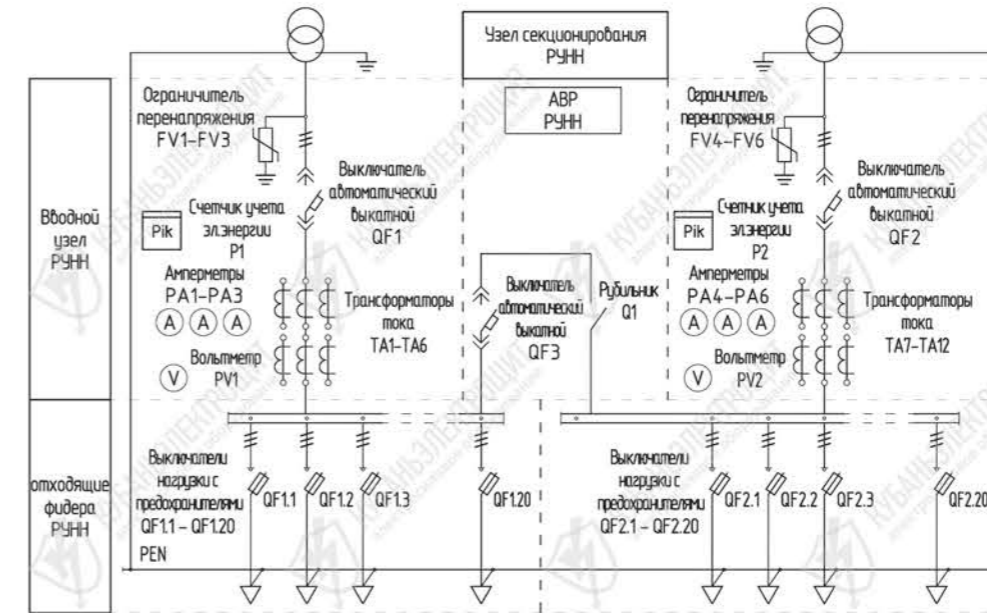 Узел секционирования
РУНН
АВР
РУНН
Вводной
узел
РУНН
Ограничитель
перенапряжения
FV1-FV3
Выключатель
автоматический
выкатной
QF1
Счетчик учета
эл.энергии
P1
Pik
Амперметры
PA1-PA3
A A A
Трансформаторы
тока
TA1-TA6
Вольтметр
PV1
V
Выключатель
автоматический
выкатной
QF3
Рубильник
Q1
Ограничитель
перенапряжения
FV4-FV6
Выключатель
автоматический
выкатной
QF2
Счетчик учета
эл.энергии
P2
Pik
Амперметры
PA4-PA6
A A A
Трансформаторы
тока
TA7-TA12
Вольтметр
PV2
V
отходящие
фидера
РУНН
Выключатели
нагрузки с
предохранителями
QF1.1 - QF1.20
QF1.1 QF1.2 QF1.3 QF1.20
PEN
Выключатели
нагрузки с
предохранителями
QF2.1 - QF2.20
QF2.1 QF2.2 QF2.3 QF2.20
КУБАНЬЭЛЕКТРОЩИТ